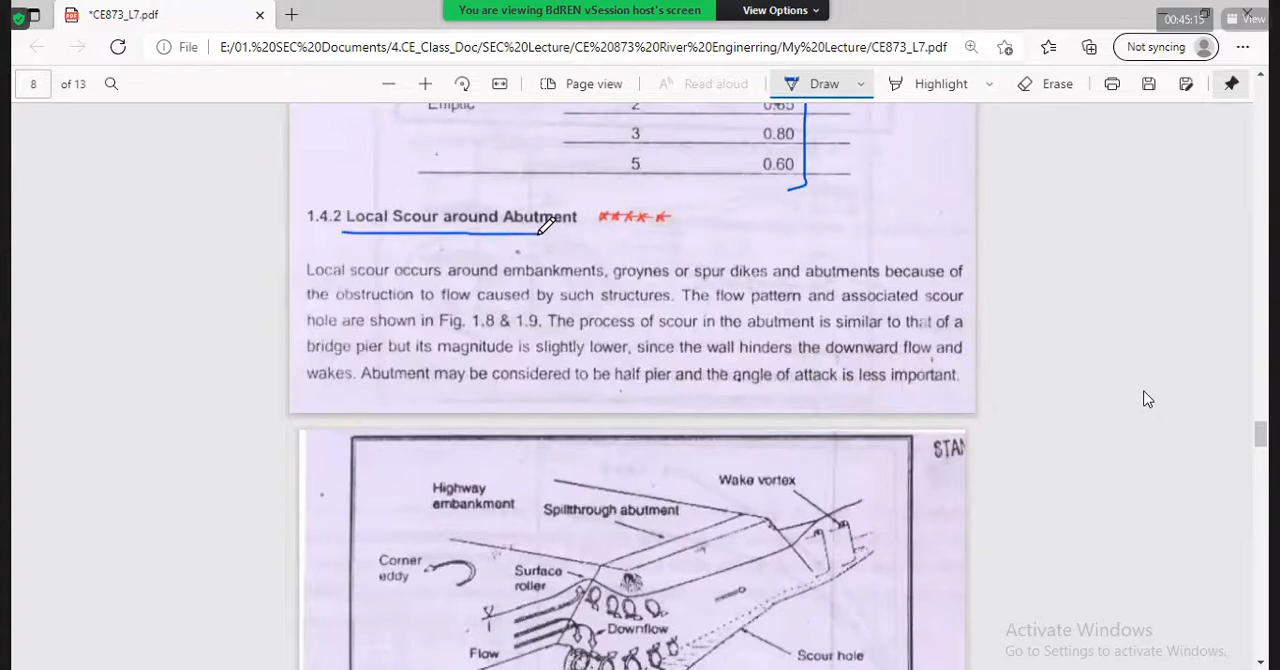 *CE873_L7.pdf
You are viewing BdREN vSession host's screen
View Options
00:45:15
View
File
E:/01.%20SEC%20Documents/4.CE_Class_Doc/SEC%20Lecture/CE%20873%20River%20Enginerring/My%20Lecture/CE873_L7.pdf
Not syncing
8 of 13
Page view
Read aloud
Draw
Highlight
Erase
Elliptic 2 0.65
3 0.80
5 0.60
1.4.2 Local Scour around Abutment
Local scour occurs around embankments, groynes or spur dikes and abutments because of
the obstruction to flow caused by such structures. The flow pattern and associated scour
hole are shown in Fig. 1.8 & 1.9. The process of scour in the abutment is similar to that of a
bridge pier but its magnitude is slightly lower, since the wall hinders the downward flow and
wakes. Abutment may be considered to be half pier and the angle of attack is less important.
Wake vortex
Highway
embankment
Spillthrough abutment
Corner
eddy
Surface
roller
Downflow
Flow
Scour hole
Activate Windows
Go to Settings to activate Windows.